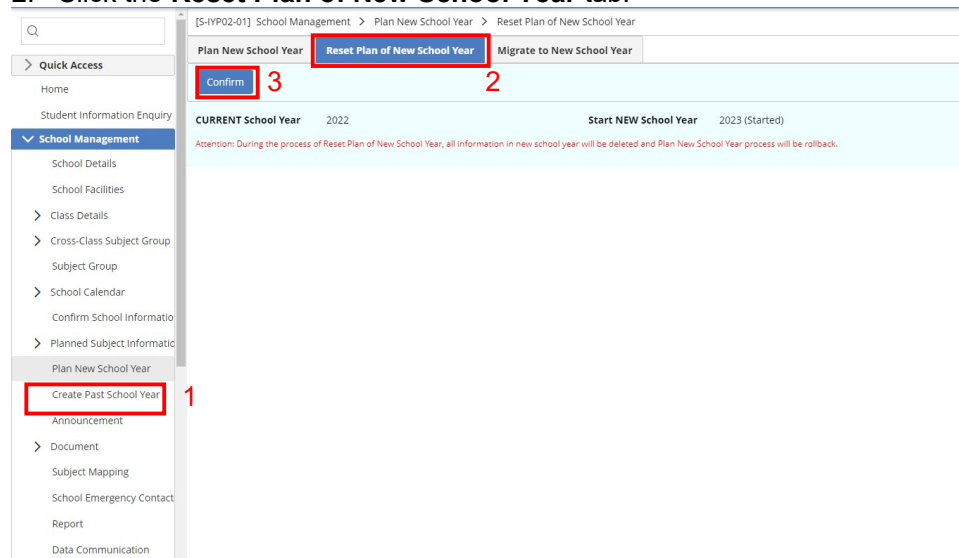 2. Click the Reset Plan of New School Year tab.
[S-IYP02-01] School Management > Plan New School Year > Reset Plan of New School Year
Plan New School Year Reset Plan of New School Year Migrate to New School Year
Confirm 3 2
CURRENT School Year 2022 Start NEW School Year 2023 (Started)
Attention: During the process of Reset Plan of New School Year, all information in new school year will be deleted and Plan New School Year process will be rollback.
Quick Access
Home
Student Information Enquiry
School Management
School Details
School Facilities
Class Details
Cross-Class Subject Group
Subject Group
School Calendar
Confirm School Informatio
Planned Subject Informatic
Plan New School Year
Create Past School Year 1
Announcement
Document
Subject Mapping
School Emergency Contact
Report
Data Communication